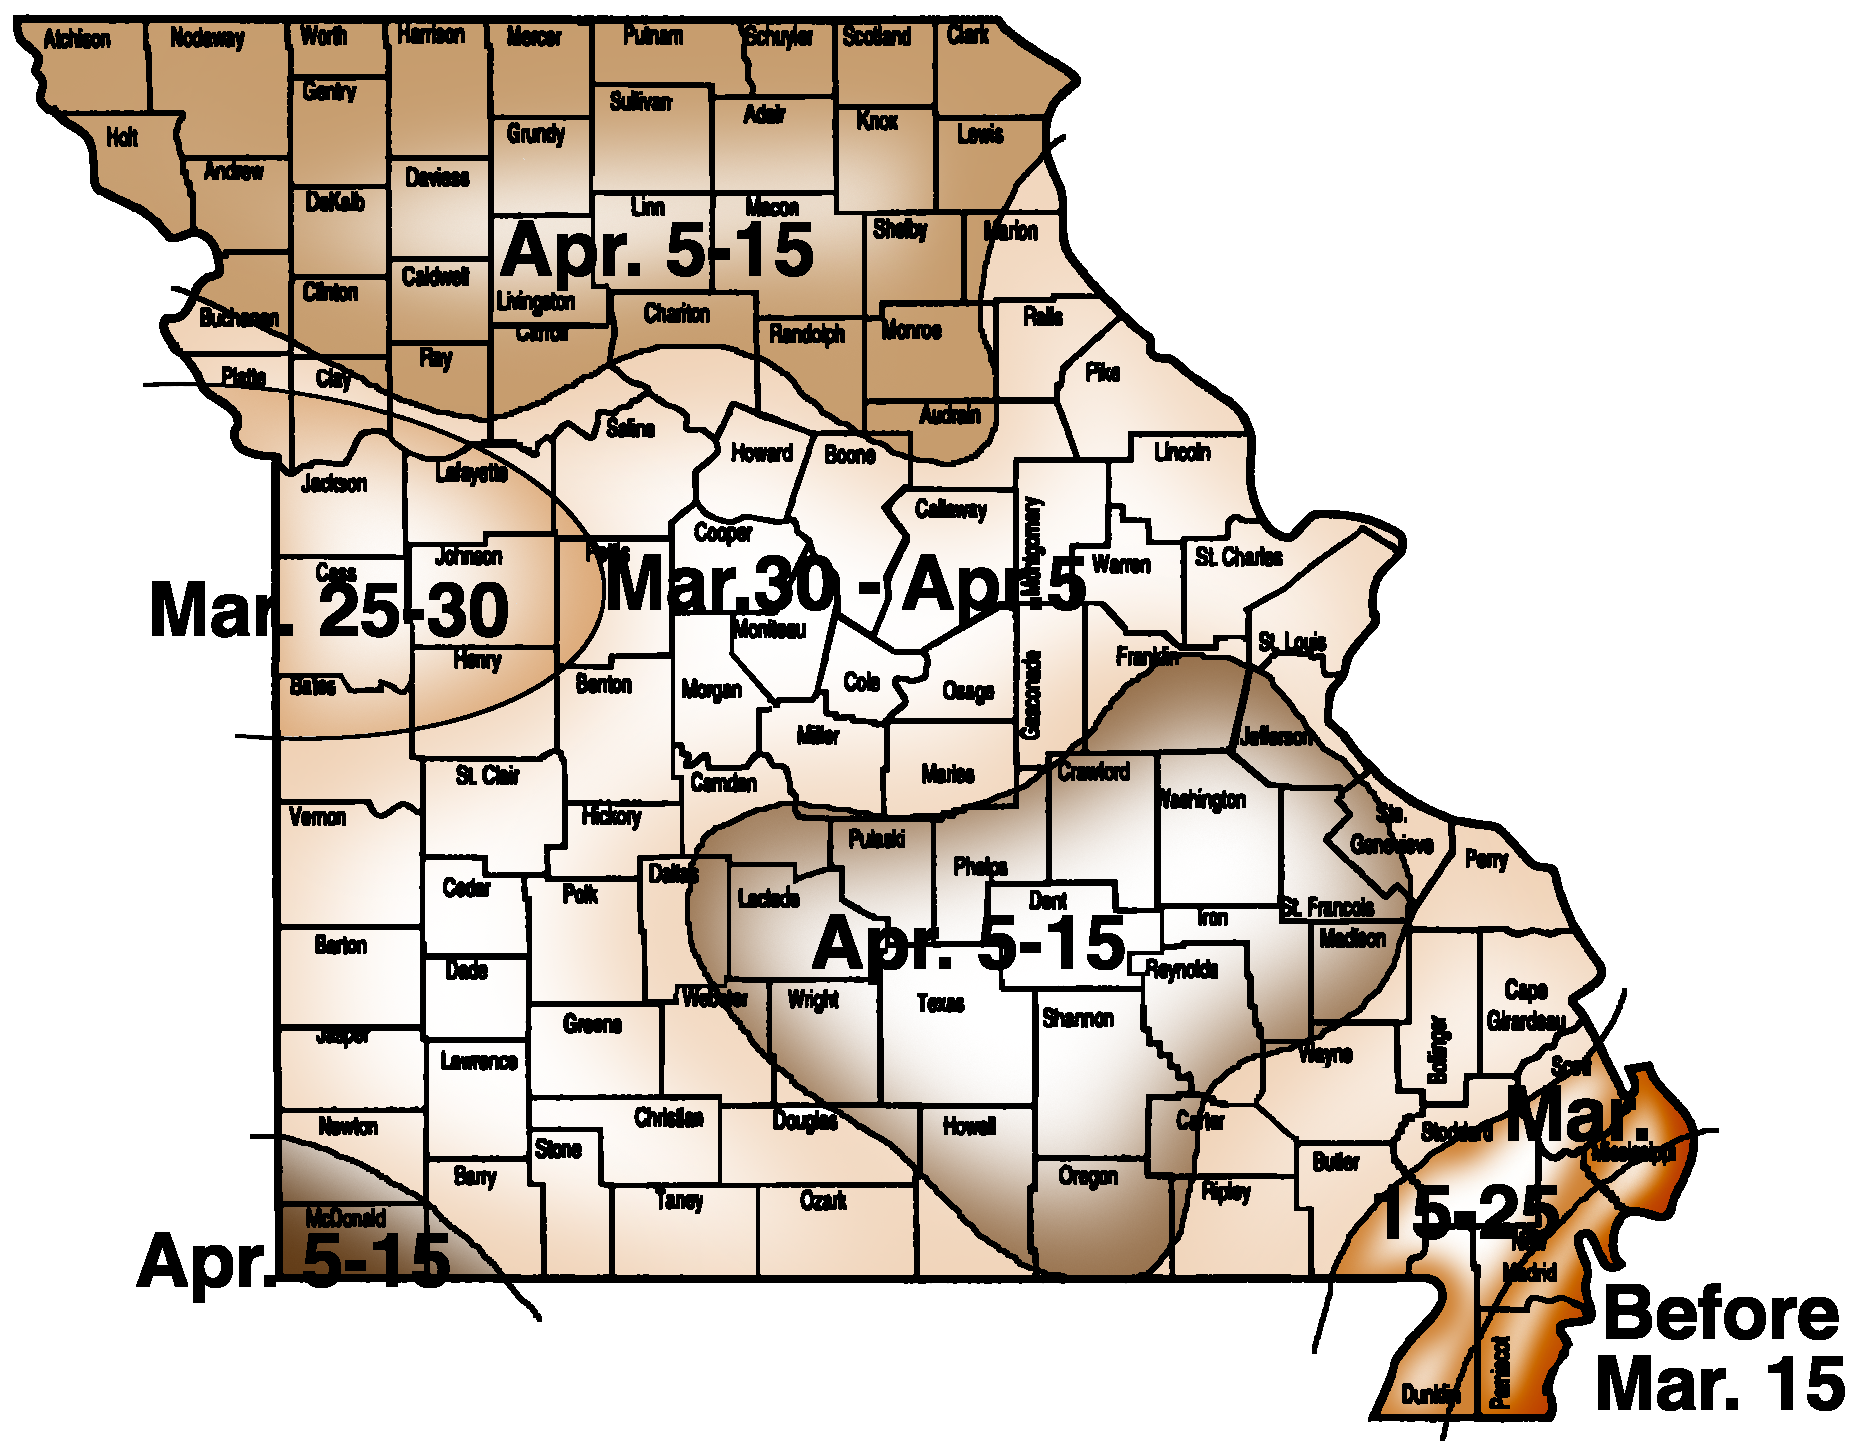 Atchison Nodaway Worth Harrison Mercer Putnam Schuyler Scotland Clark
Gentry Sullivan Adair Knox Lewis
Holt Grundy
Andrew Daviess
DeKalb Linn Macon
Shelby Marion
Apr. 5-15
Caldwell
Clinton Livingston
Buchanan Chariton Ralls
Carroll Randolph Monroe
Platte Clay Ray Pike
Audrain
Saline
Howard Boone Lincoln
Jackson Lafayette
Callaway
Cooper Montgomery
Johnson Pettis Warren St. Charles
Cass
Mar. 25-30 Mar.30 - Apr 5
Moniteau
St. Louis
Henry Franklin
Bates Benton Morgan Cole Osage Gasconade
Miller Jefferson
St. Clair Camden Maries Crawford
Washington
Vernon Hickory Ste.
Pulaski Genevieve
Phelps Perry
Cedar Polk Dallas Laclede Dent
St. Francois
Iron
Barton Apr. 5-15 Madison
Dade Reynolds
Webster Wright Texas Cape
Greene Shannon Girardeau
Jasper Bollinger
Lawrence Wayne
Scott
Newton Christian Douglas Howell Carter Stoddard Mar.
Stone Mississippi
Barry Butler
Oregon
McDonald Taney Ozark Ripley 15-25
Apr. 5-15 New
Madrid
Before
Mar. 15
Dunklin Pemiscot